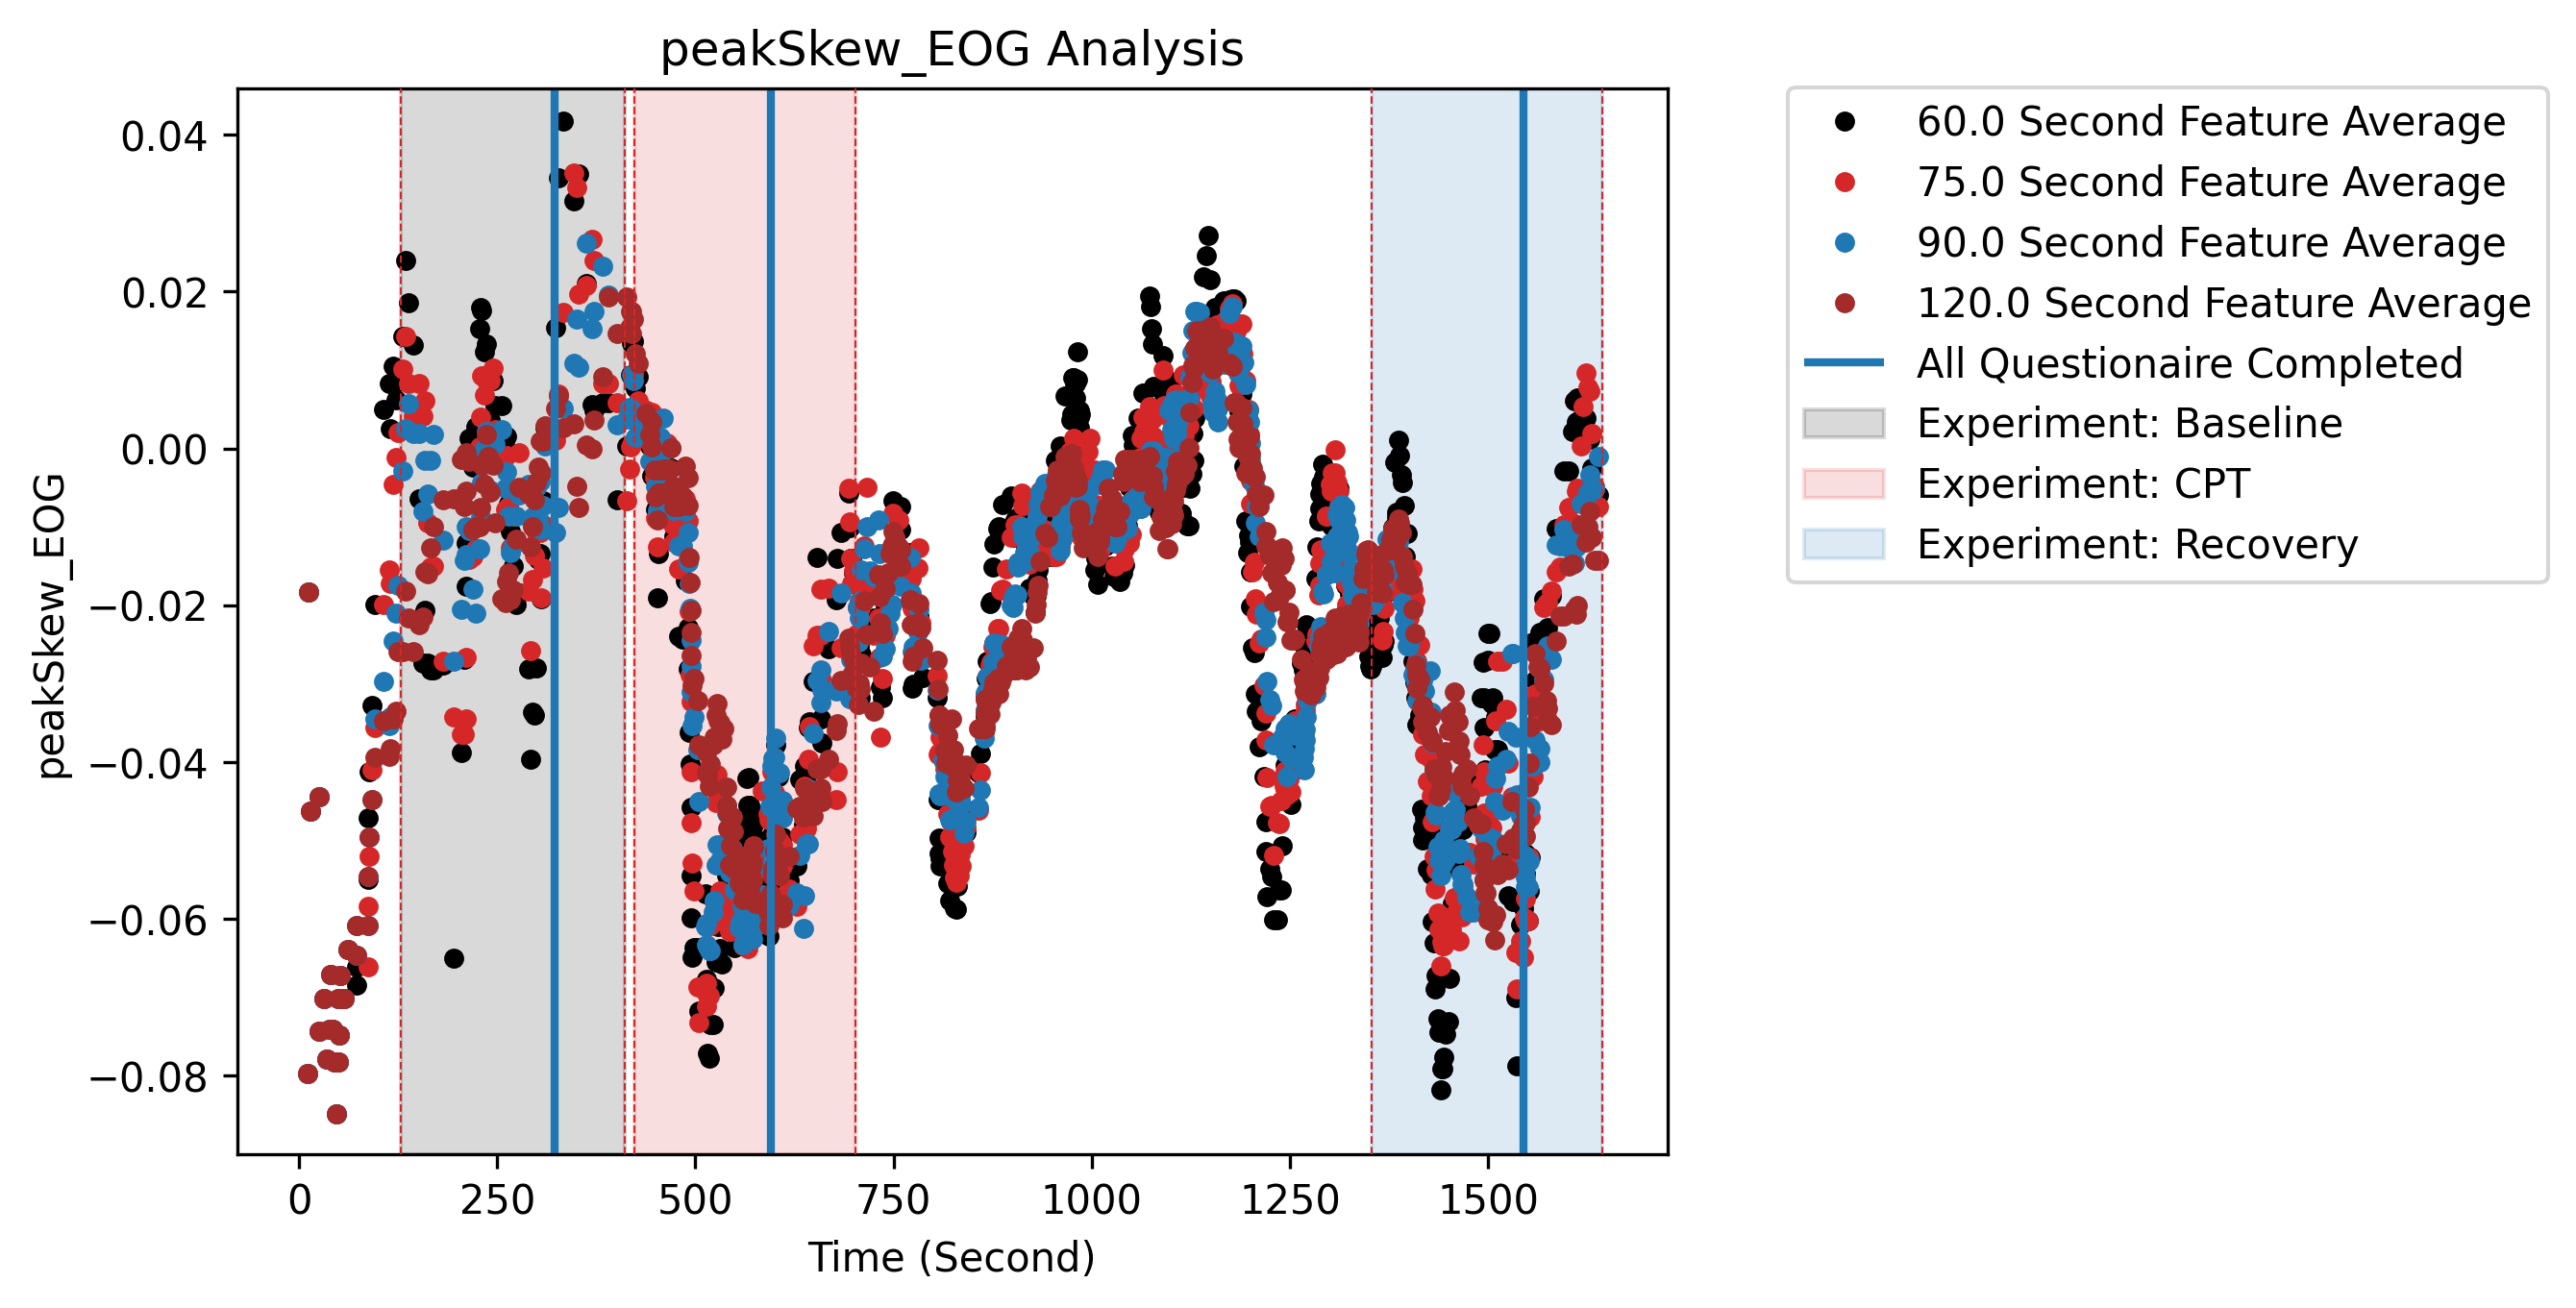 peakSkew_EOG Analysis
0.04
0.02
0.00
−0.02
−0.04
−0.06
−0.08
peakSkew_EOG
0 250 500 750 1000 1250 1500
Time (Second)
60.0 Second Feature Average
75.0 Second Feature Average
90.0 Second Feature Average
120.0 Second Feature Average
All Questionaire Completed
Experiment: Baseline
Experiment: CPT
Experiment: Recovery